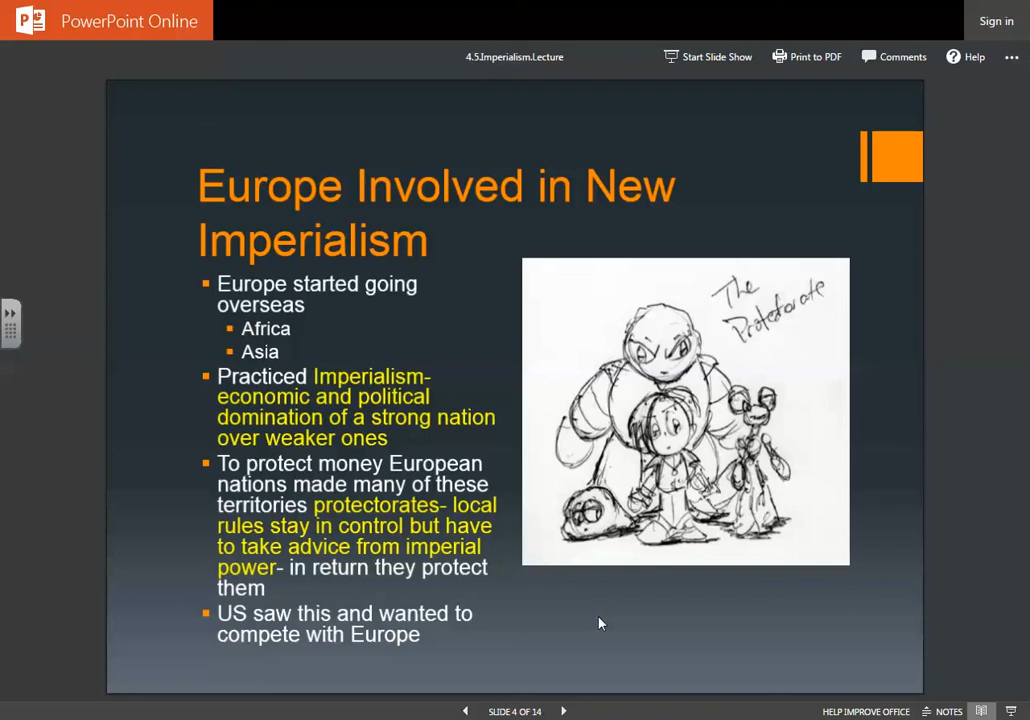 PowerPoint Online
Sign in
4.5.Imperialism.Lecture
Start Slide Show
Print to PDF
Comments
Help
Europe Involved in New
Imperialism
Europe started going
overseas
Africa
Asia
Practiced Imperialism-
economic and political
domination of a strong nation
over weaker ones
To protect money European
nations made many of these
territories protectorates- local
rules stay in control but have
to take advice from imperial
power- in return they protect
them
US saw this and wanted to
compete with Europe
The
Protectorate
SLIDE 4 OF 14
HELP IMPROVE OFFICE
NOTES